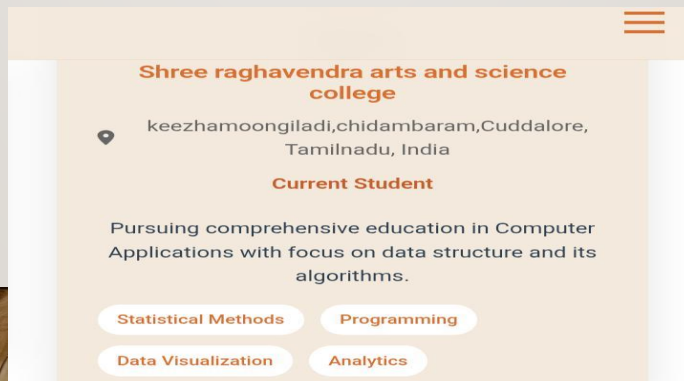 Shree raghavendra arts and science
college
keezhamoongiladi,chidambaram,Cuddalore,
Tamilnadu, India
Current Student
Pursuing comprehensive education in Computer
Applications with focus on data structure and its
algorithms.
Statistical Methods
Programming
Data Visualization
Analytics